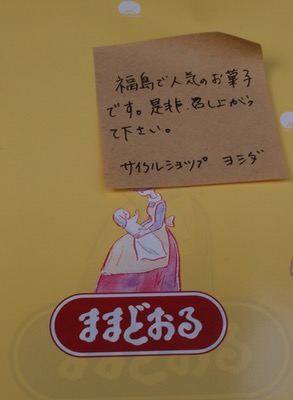 福島で人気のお菓子
です。是非、召し上がっ
て下さい。
サイクルショップ ヨシダ
ままどおる